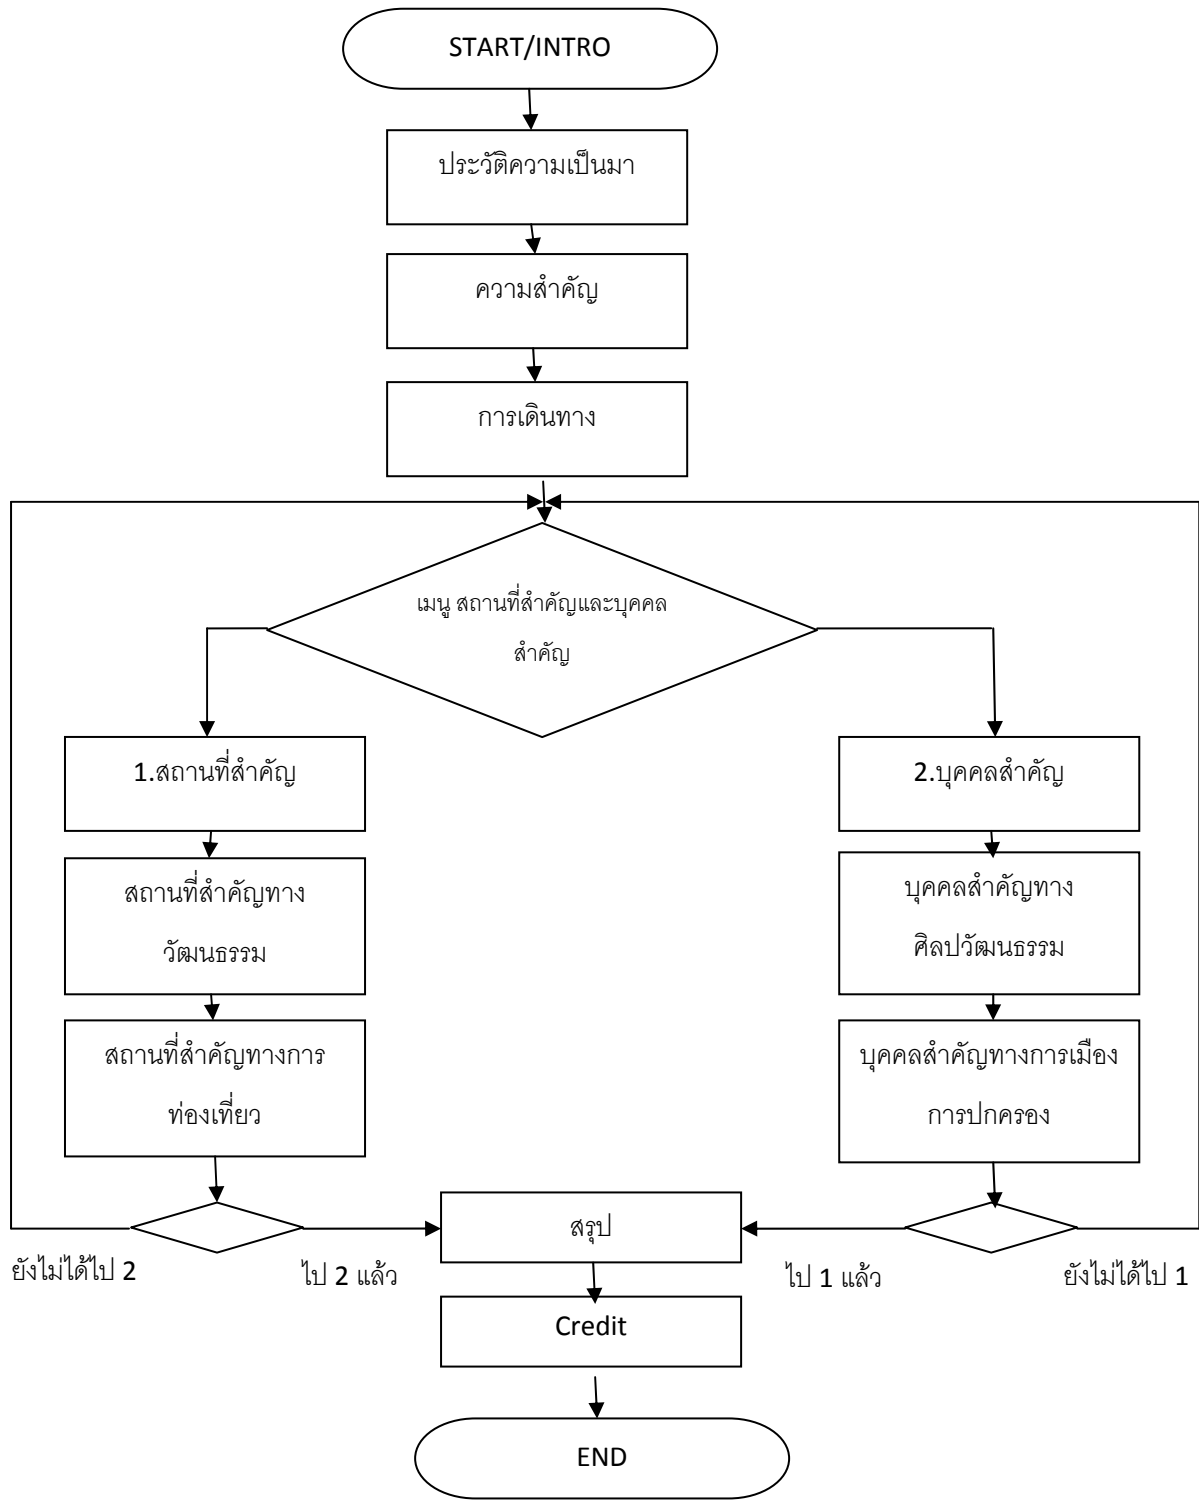 START/INTRO
ประวัติความเป็นมา
ความสำคัญ
การเดินทาง
เมนู สถานที่สำคัญและบุคคล
สำคัญ
1.สถานที่สำคัญ
2.บุคคลสำคัญ
สถานที่สำคัญทาง
วัฒนธรรม
บุคคลสำคัญทาง
ศิลปวัฒนธรรม
สถานที่สำคัญทางการ
ท่องเที่ยว
บุคคลสำคัญทางการเมือง
การปกครอง
สรุป
ยังไม่ได้ไป 2
ไป 2 แล้ว
ไป 1 แล้ว
ยังไม่ได้ไป 1
Credit
END